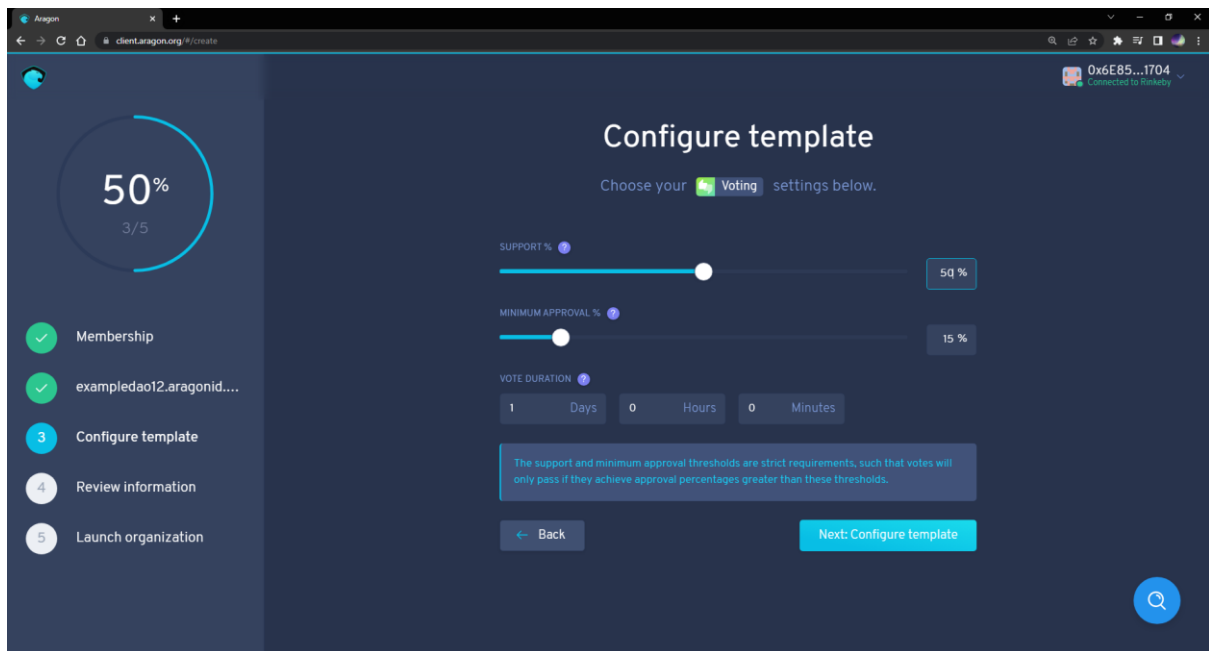 Aragon
client.aragon.org/#/create
0x6E85...1704
Connected to Rinkeby
50%
3/5
Membership
exampledao12.aragonid....
3 Configure template
4 Review information
5 Launch organization
Configure template
Choose your Voting settings below.
SUPPORT % ?
50 %
MINIMUM APPROVAL % ?
15 %
VOTE DURATION ?
1 Days 0 Hours 0 Minutes
The support and minimum approval thresholds are strict requirements, such that votes will
only pass if they achieve approval percentages greater than these thresholds.
← Back Next: Configure template